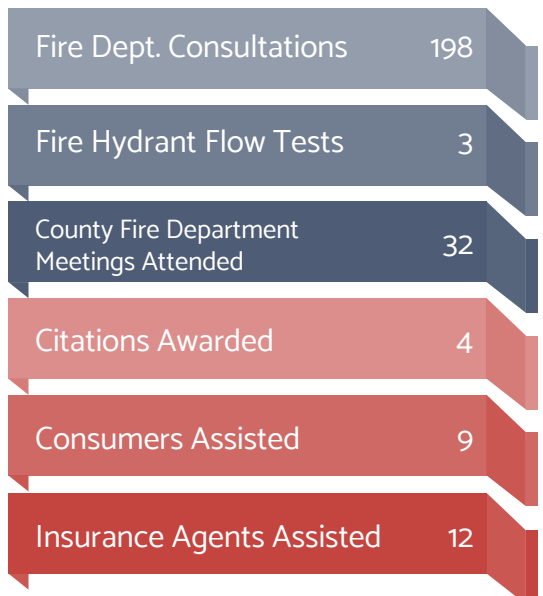 Fire Dept. Consultations 198
Fire Hydrant Flow Tests 3
County Fire Department
Meetings Attended 32
Citations Awarded 4
Consumers Assisted 9
Insurance Agents Assisted 12